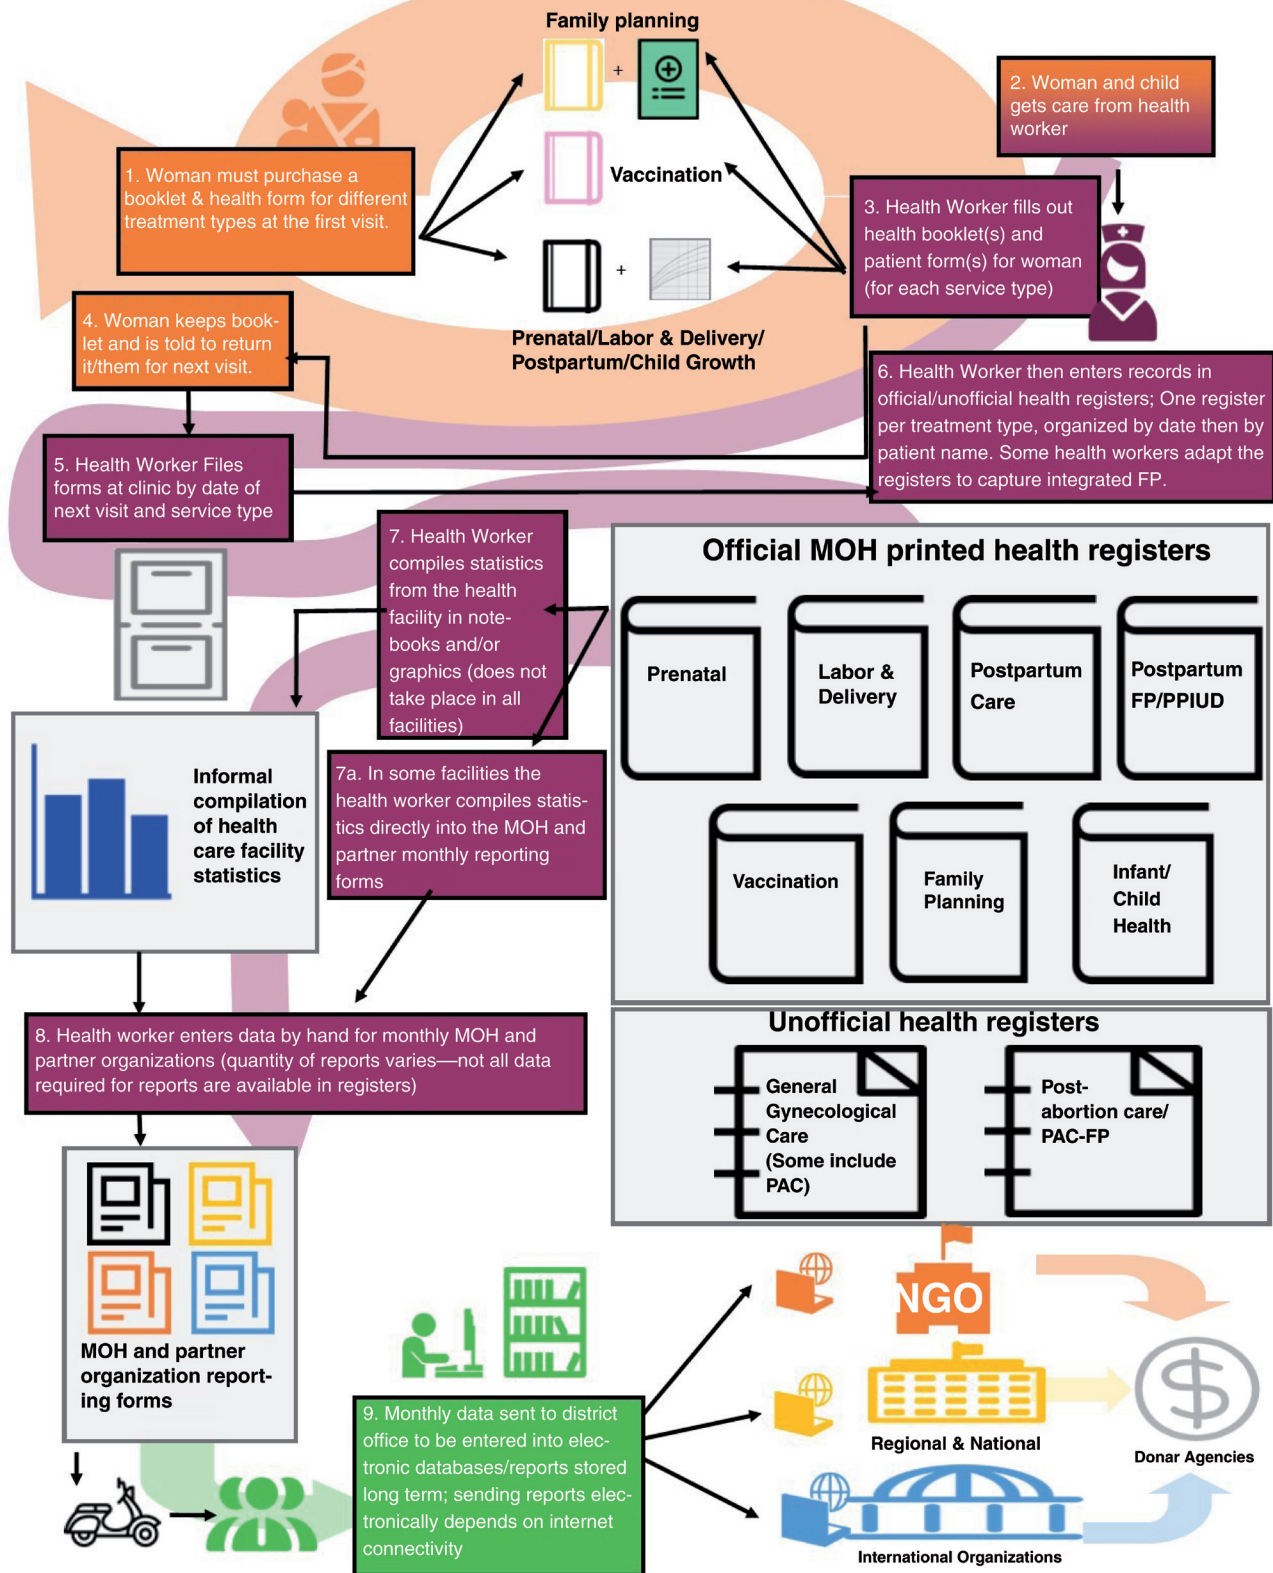 Family planning
+
Vaccination
+
Prenatal/Labor & Delivery/
Postpartum/Child Growth
1. Woman must purchase a
booklet & health form for different
treatment types at the first visit.
2. Woman and child
gets care from health
worker
3. Health Worker fills out
health booklet(s) and
patient form(s) for woman
(for each service type)
4. Woman keeps book-
let and is told to return
it/them for next visit.
5. Health Worker Files
forms at clinic by date of
next visit and service type
6. Health Worker then enters records in
official/unofficial health registers; One register
per treatment type, organized by date then by
patient name. Some health workers adapt the
registers to capture integrated FP.
7. Health Worker
compiles statistics
from the health
facility in note-
books and/or
graphics (does not
take place in all
facilities)
Official MOH printed health registers
Prenatal
Labor &
Delivery
Postpartum
Care
Postpartum
FP/PPIUD
Vaccination
Family
Planning
Infant/
Child
Health
Informal
compilation
of health
care facility
statistics
7a. In some facilities the
health worker compiles statis-
tics directly into the MOH and
partner monthly reporting
forms
8. Health worker enters data by hand for monthly MOH and
partner organizations (quantity of reports varies—not all data
required for reports are available in registers)
Unofficial health registers
General
Gynecological
Care
(Some include
PAC)
Post-
abortion care/
PAC-FP
MOH and partner
organization report-
ing forms
9. Monthly data sent to district
office to be entered into elec-
tronic databases/reports stored
long term; sending reports elec-
tronically depends on internet
connectivity
NGO
Regional & National
International Organizations
$
Donar Agencies